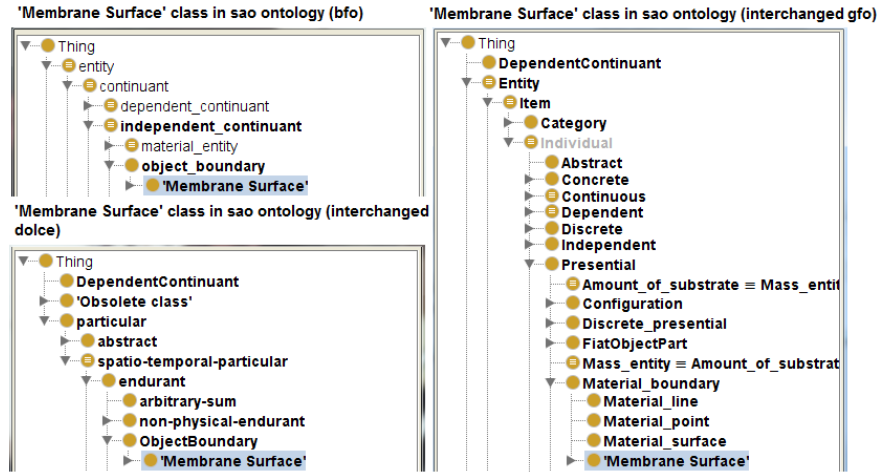 'Membrane Surface' class in sao ontology (bfo)
Thing
entity
continuant
dependent_continuant
independent_continuant
material_entity
object_boundary
'Membrane Surface'
'Membrane Surface' class in sao ontology (interchanged
dolce)
Thing
DependentContinuant
'Obsolete class'
particular
abstract
spatio-temporal-particular
endurant
arbitrary-sum
non-physical-endurant
ObjectBoundary
'Membrane Surface'
'Membrane Surface' class in sao ontology (interchanged gfo)
Thing
DependentContinuant
Entity
Item
Category
Individual
Abstract
Concrete
Continuous
Dependent
Discrete
Independent
Presential
Amount_of_substrate ≡ Mass_entit
Configuration
Discrete_presential
FiatObjectPart
Mass_entity ≡ Amount_of_substrat
Material_boundary
Material_line
Material_point
Material_surface
'Membrane Surface'